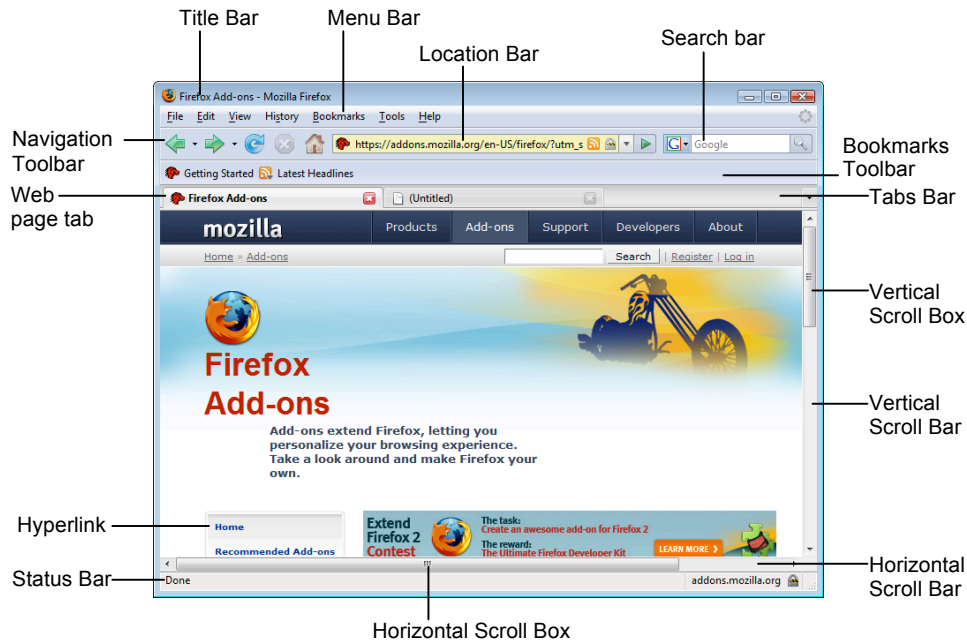 Title Bar
Menu Bar
Location Bar
Search bar
Firefox Add-ons - Mozilla Firefox
File Edit View History Bookmarks Tools Help
Navigation
Toolbar
https://addons.mozilla.org/en-US/firefox/?utm_s
G
Google
Bookmarks
Toolbar
Getting Started Latest Headlines
Web
page tab
Firefox Add-ons
(Untitled)
Tabs Bar
mozilla
Products Add-ons Support Developers About
Home » Add-ons
Search | Register | Log in
Vertical
Scroll Box
Firefox
Add-ons
Vertical
Scroll Bar
Add-ons extend Firefox, letting you
personalize your browsing experience.
Take a look around and make Firefox your
own.
Hyperlink
Home
Recommended Add-ons
Extend
Firefox 2
Contest
The task:
Create an awesome add-on for Firefox 2
The reward:
The Ultimate Firefox Developer Kit
LEARN MORE
Status Bar
Done
addons.mozilla.org
Horizontal
Scroll Bar
Horizontal Scroll Box